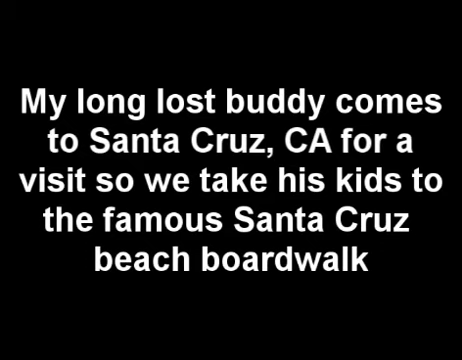 My long lost buddy comes
to Santa Cruz, CA for a
visit so we take his kids to
the famous Santa Cruz
beach boardwalk